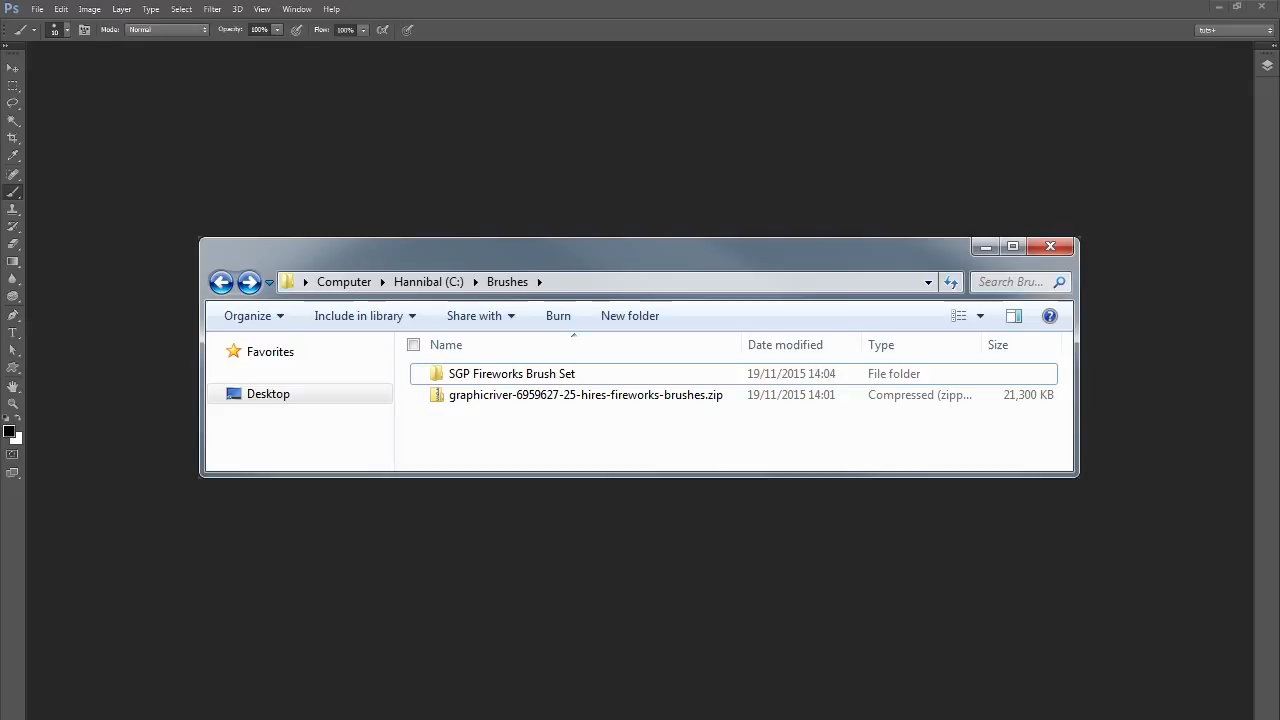 Ps File Edit Image Layer Type Select Filter 3D View Window Help
10 Mode: Normal Opacity: 100% Flow: 100% tuts+
Computer Hannibal (C:) Brushes Search Bru...
Organize Include in library Share with Burn New folder
Favorites
Desktop
Name Date modified Type Size
SGP Fireworks Brush Set 19/11/2015 14:04 File folder
graphicriver-6959627-25-hires-fireworks-brushes.zip 19/11/2015 14:01 Compressed (zipp... 21,300 KB